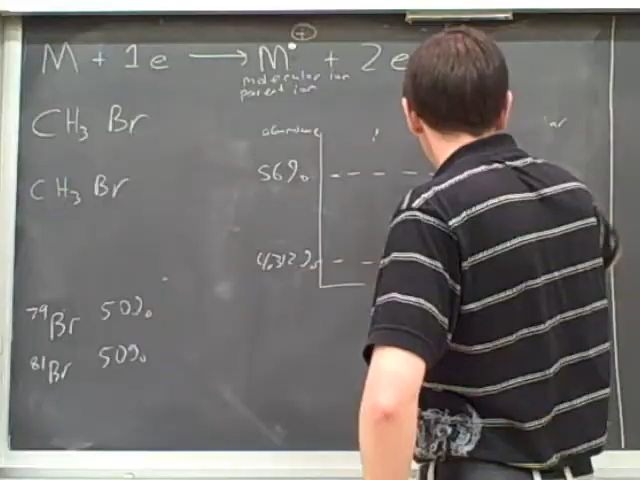 M + 1e ⟶ M•⊕ + 2e
molecular ion
parent ion
CH₃ Br
CH₃ Br
abundance
56%
⁷⁹Br 50%
⁸¹Br 50%